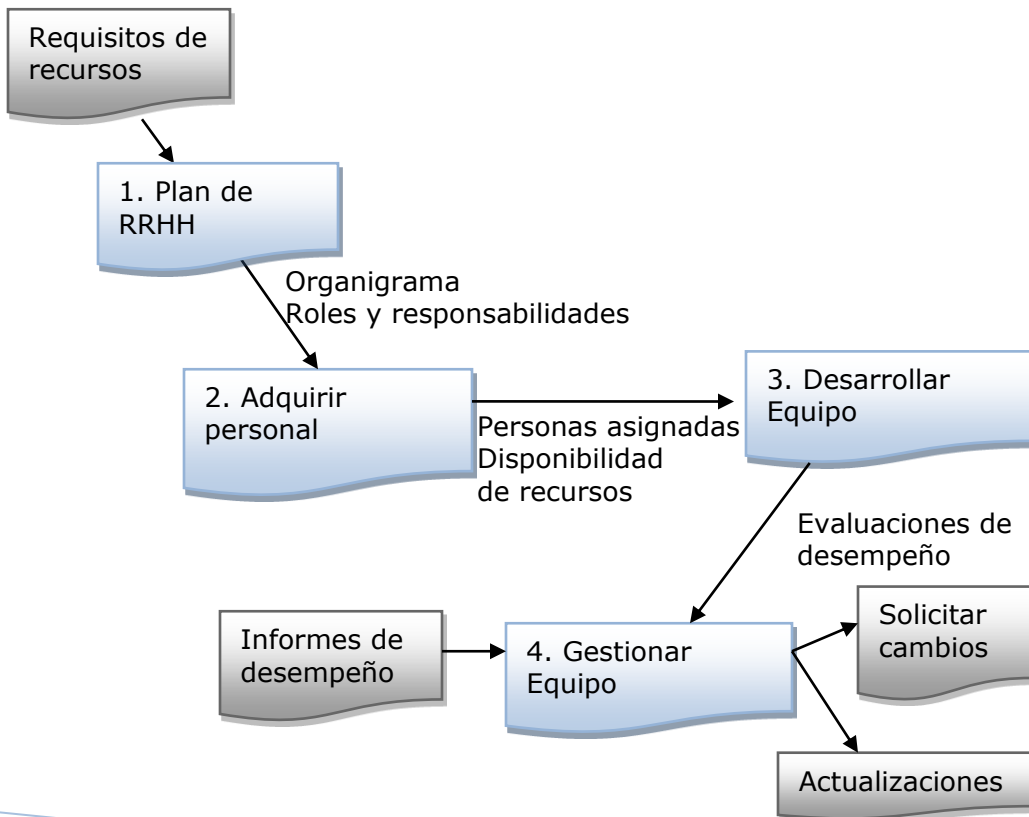 Requisitos de
recursos
1. Plan de
RRHH
Organigrama
Roles y responsabilidades
2. Adquirir
personal
Personas asignadas
Disponibilidad
de recursos
3. Desarrollar
Equipo
Evaluaciones de
desempeño
Informes de
desempeño
4. Gestionar
Equipo
Solicitar
cambios
Actualizaciones